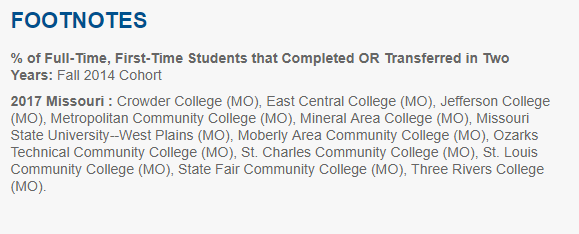 FOOTNOTES
% of Full-Time, First-Time Students that Completed OR Transferred in Two
Years: Fall 2014 Cohort
2017 Missouri : Crowder College (MO), East Central College (MO), Jefferson College
(MO), Metropolitan Community College (MO), Mineral Area College (MO), Missouri
State University--West Plains (MO), Moberly Area Community College (MO), Ozarks
Technical Community College (MO), St. Charles Community College (MO), St. Louis
Community College (MO), State Fair Community College (MO), Three Rivers College
(MO).